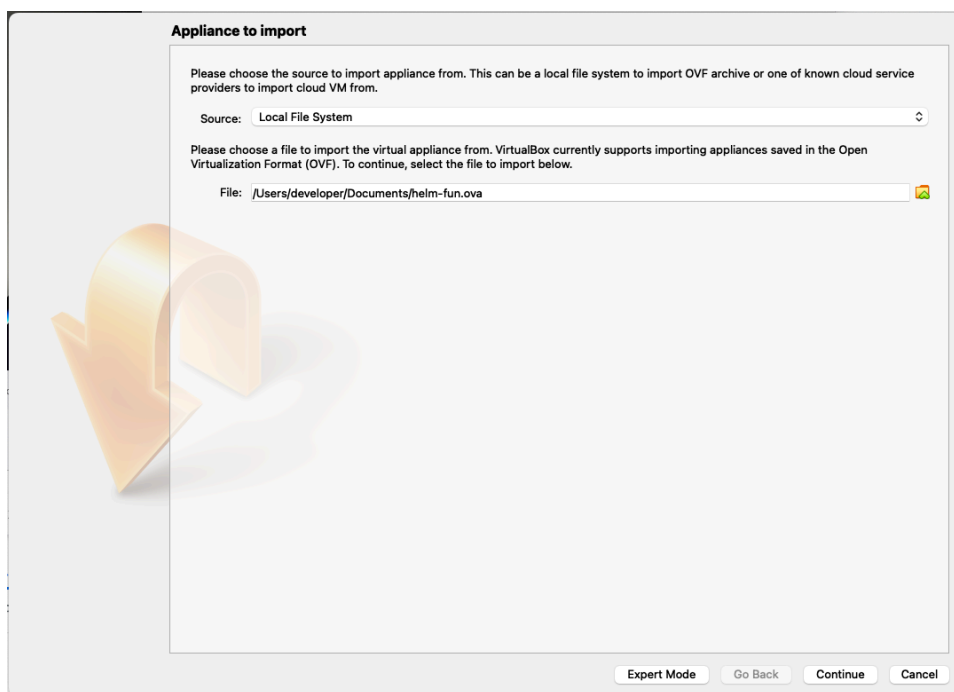 Appliance to import
Please choose the source to import appliance from. This can be a local file system to import OVF archive or one of known cloud service
providers to import cloud VM from.
Source: Local File System
Please choose a file to import the virtual appliance from. VirtualBox currently supports importing appliances saved in the Open
Virtualization Format (OVF). To continue, select the file to import below.
File: /Users/developer/Documents/helm-fun.ova
Expert Mode Go Back Continue Cancel